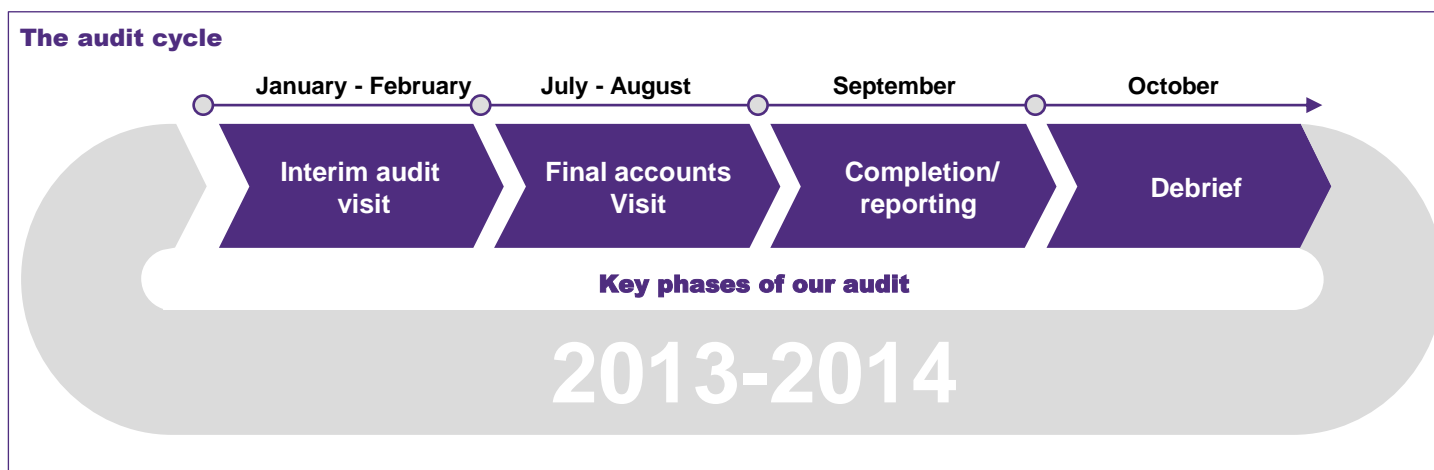 The audit cycle
January - February
July - August
September
October
Interim audit
visit
Final accounts
Visit
Completion/
reporting
Debrief
Key phases of our audit
2013-2014